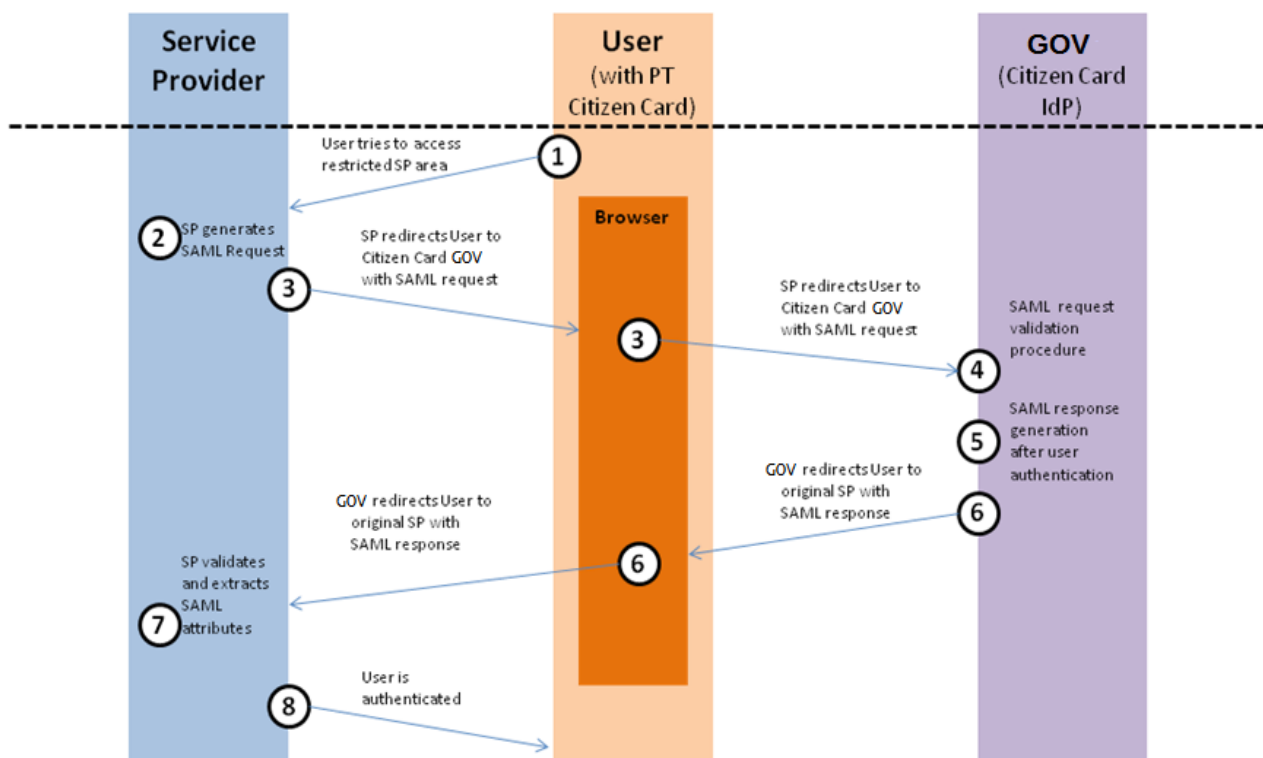 Service
Provider
User
(with PT
Citizen Card)
GOV
(Citizen Card
IdP)
User tries to access
restricted SP area
1
2
SP generates
SAML Request
Browser
SP redirects User to
Citizen Card GOV
with SAML request
3
3
SP redirects User to
Citizen Card GOV
with SAML request
SAML request
validation
procedure
4
5
SAML response
generation
after user
authentication
GOV redirects User to
original SP with
SAML response
6
GOV redirects User to
original SP with
SAML response
6
SP validates
and extracts
SAML
attributes
7
User is
authenticated
8